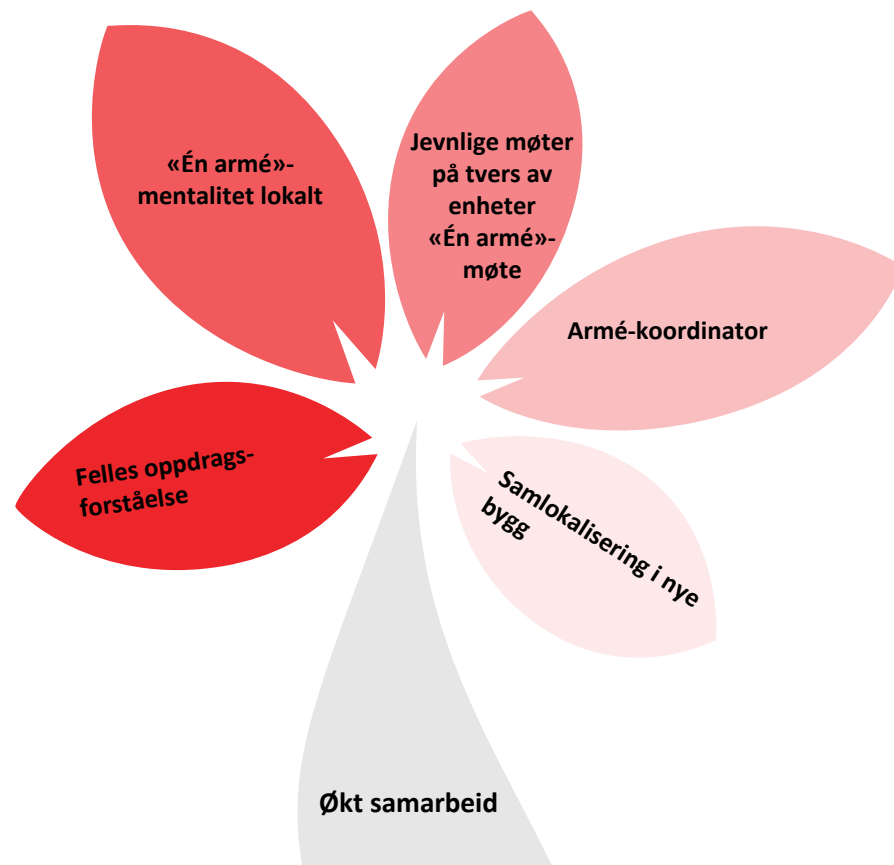 «Én armé»-
mentalitet lokalt
Jevnlige møter
på tvers av
enheter
«Én armé»-
møte
Armé-koordinator
Felles oppdrags-
forståelse
Samlokalisering i nye
bygg
Økt samarbeid